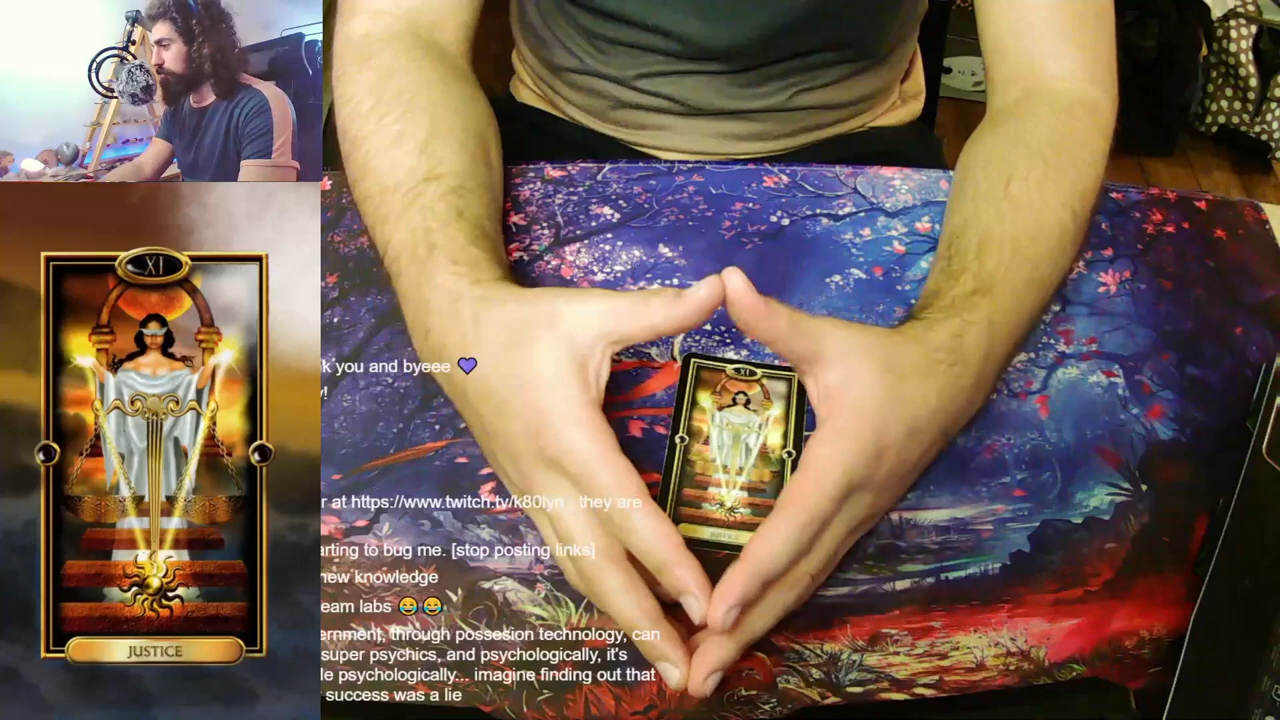 XI
JUSTICE
k you and byeee 💜
y!
r at https://www.twitch.tv/k80lyn , they are
arting to bug me. [stop posting links]
new knowledge
eam labs 😂😂
ernment, through possesion technology, can
super psychics, and psychologically, it's
le psychologically... imagine finding out that
success was a lie
XI
JUSTICE